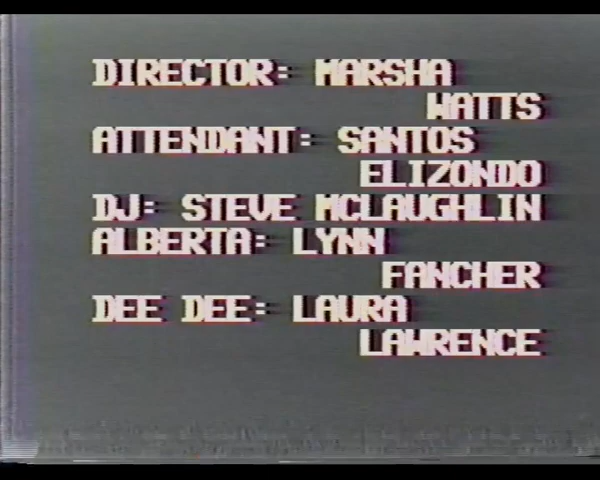 DIRECTOR: MARSHA
WATTS
ATTENDANT: SANTOS
ELIZONDO
DJ: STEVE MCLAUGHLIN
ALBERTA: LYNN
FANCHER
DEE DEE: LAURA
LAWRENCE